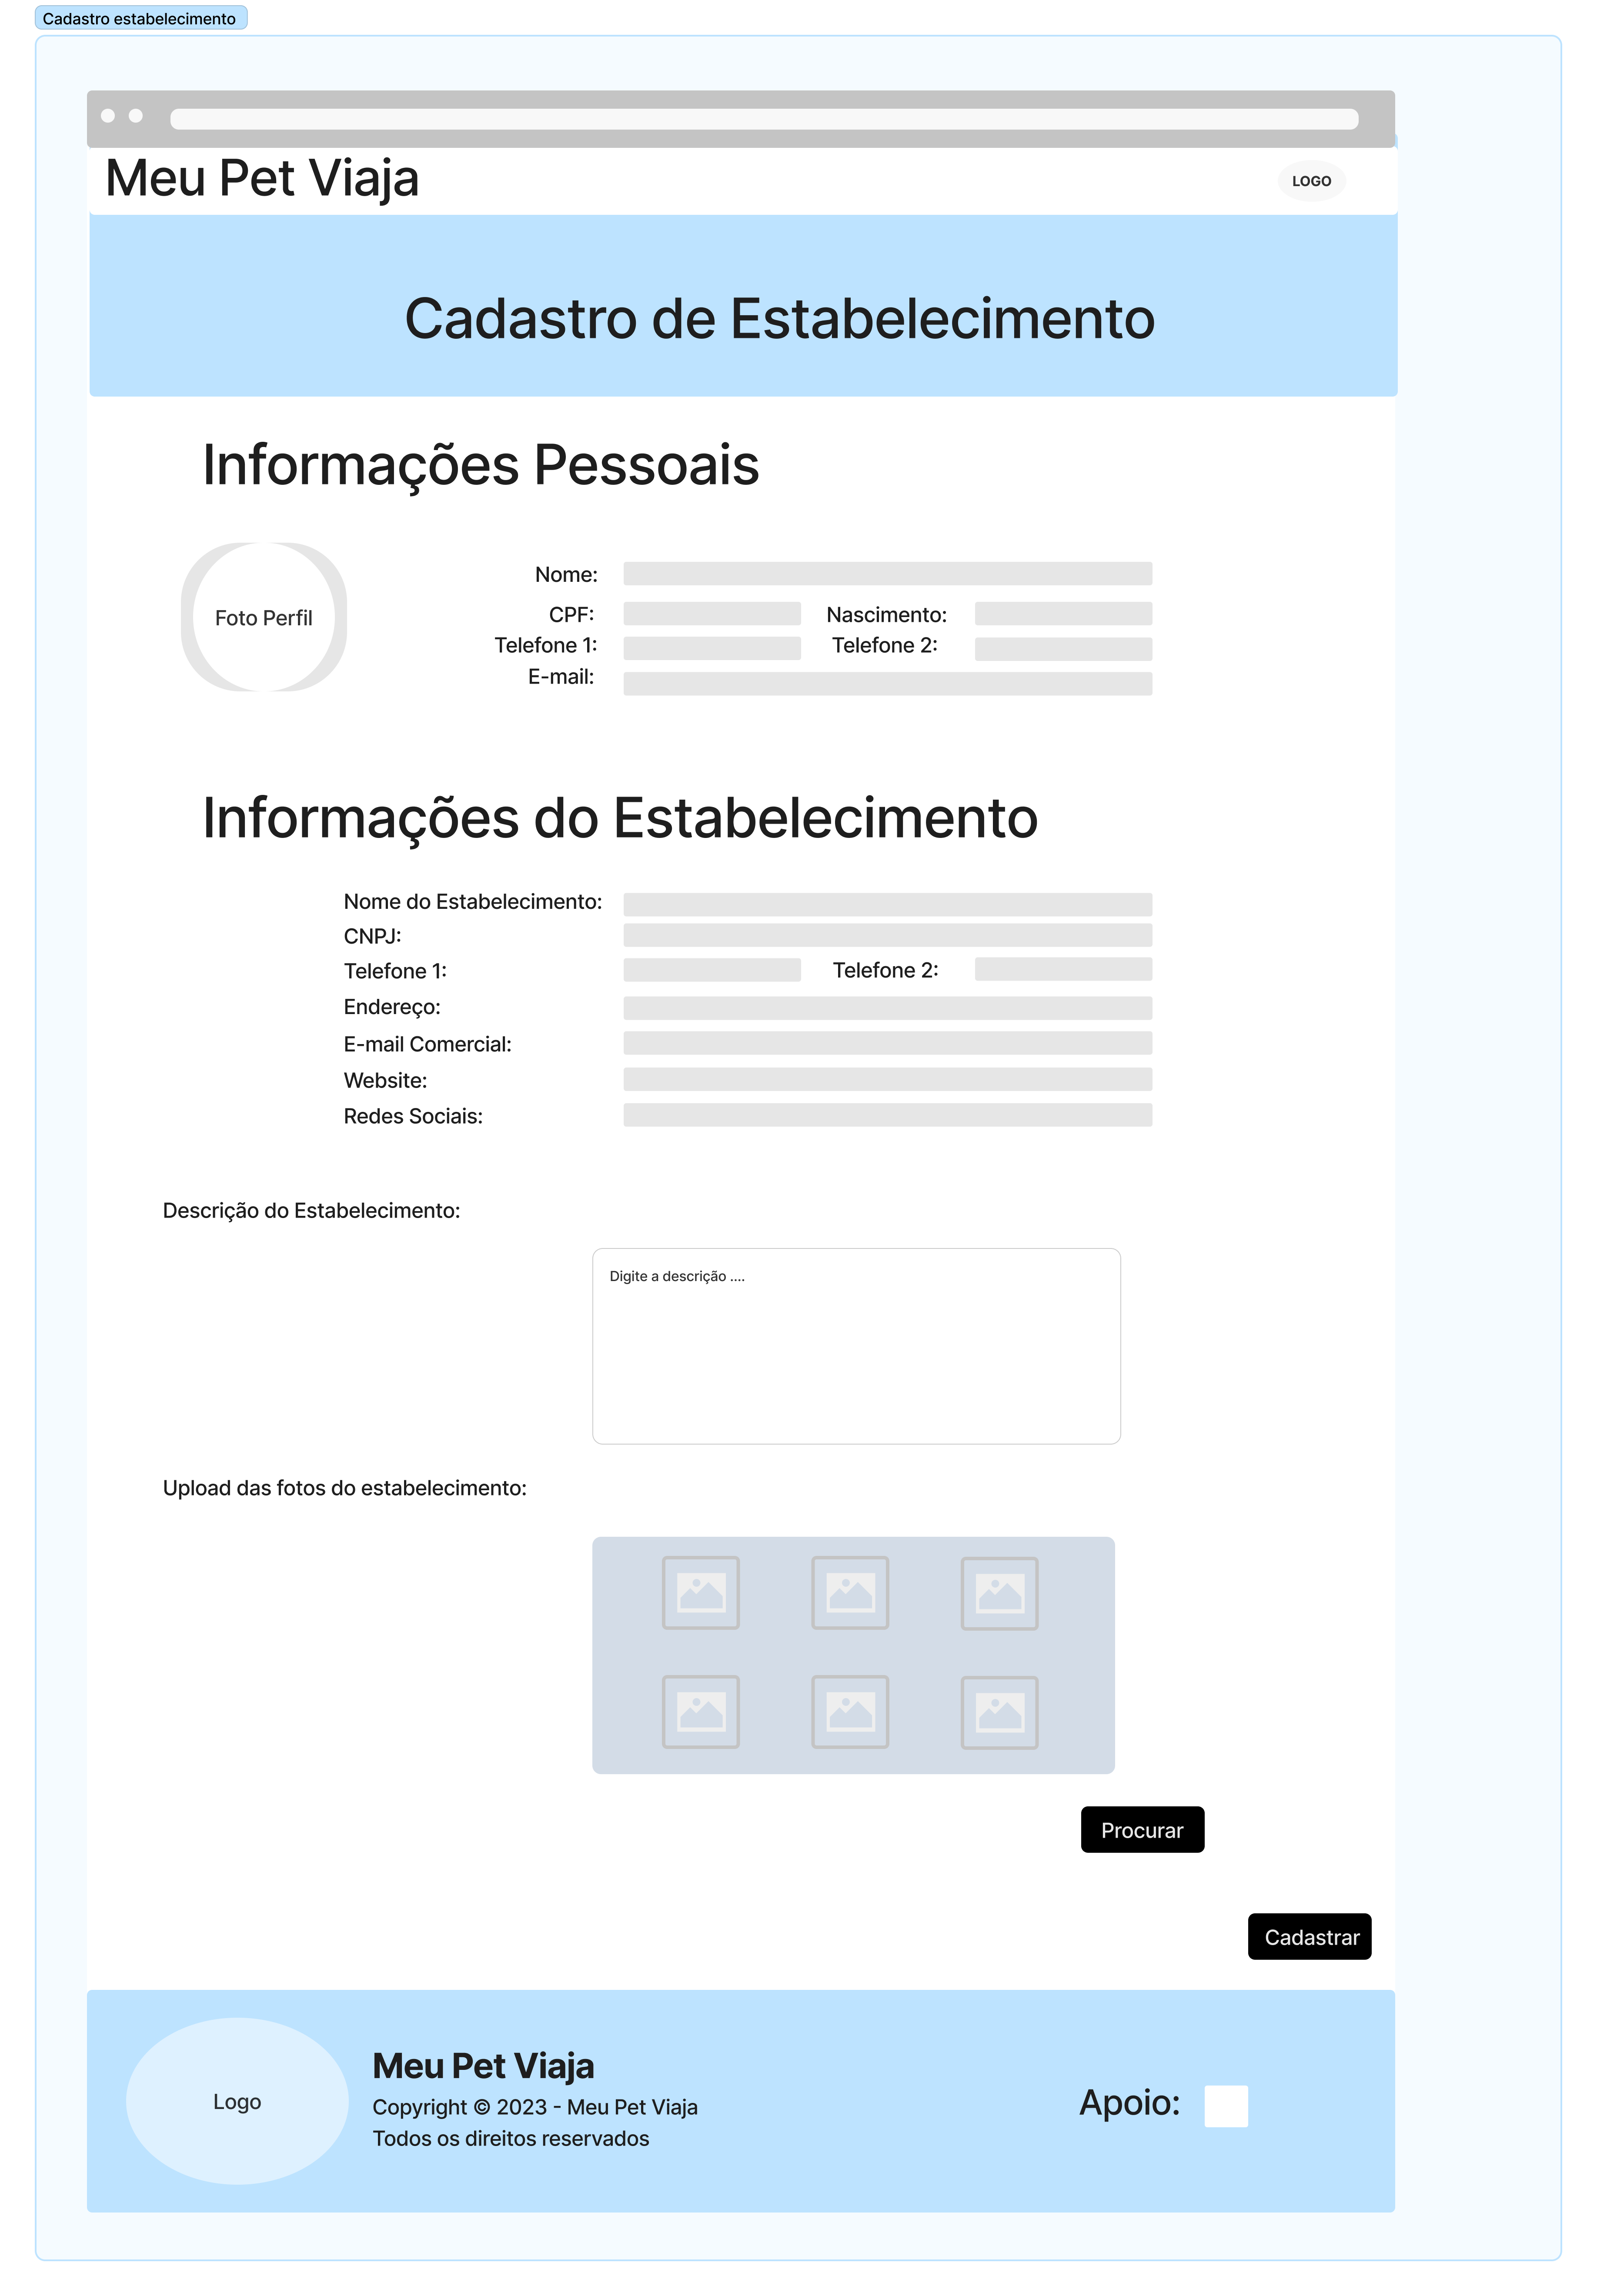 Cadastro estabelecimento
Meu Pet Viaja
LOGO
Cadastro de Estabelecimento
Informações Pessoais
Foto Perfil
Nome:
CPF: Nascimento:
Telefone 1: Telefone 2:
E-mail:
Informações do Estabelecimento
Nome do Estabelecimento:
CNPJ:
Telefone 1: Telefone 2:
Endereço:
E-mail Comercial:
Website:
Redes Sociais:
Descrição do Estabelecimento:
Digite a descrição ....
Upload das fotos do estabelecimento:
Procurar
Cadastrar
Logo
Meu Pet Viaja
Copyright © 2023 - Meu Pet Viaja
Todos os direitos reservados
Apoio: